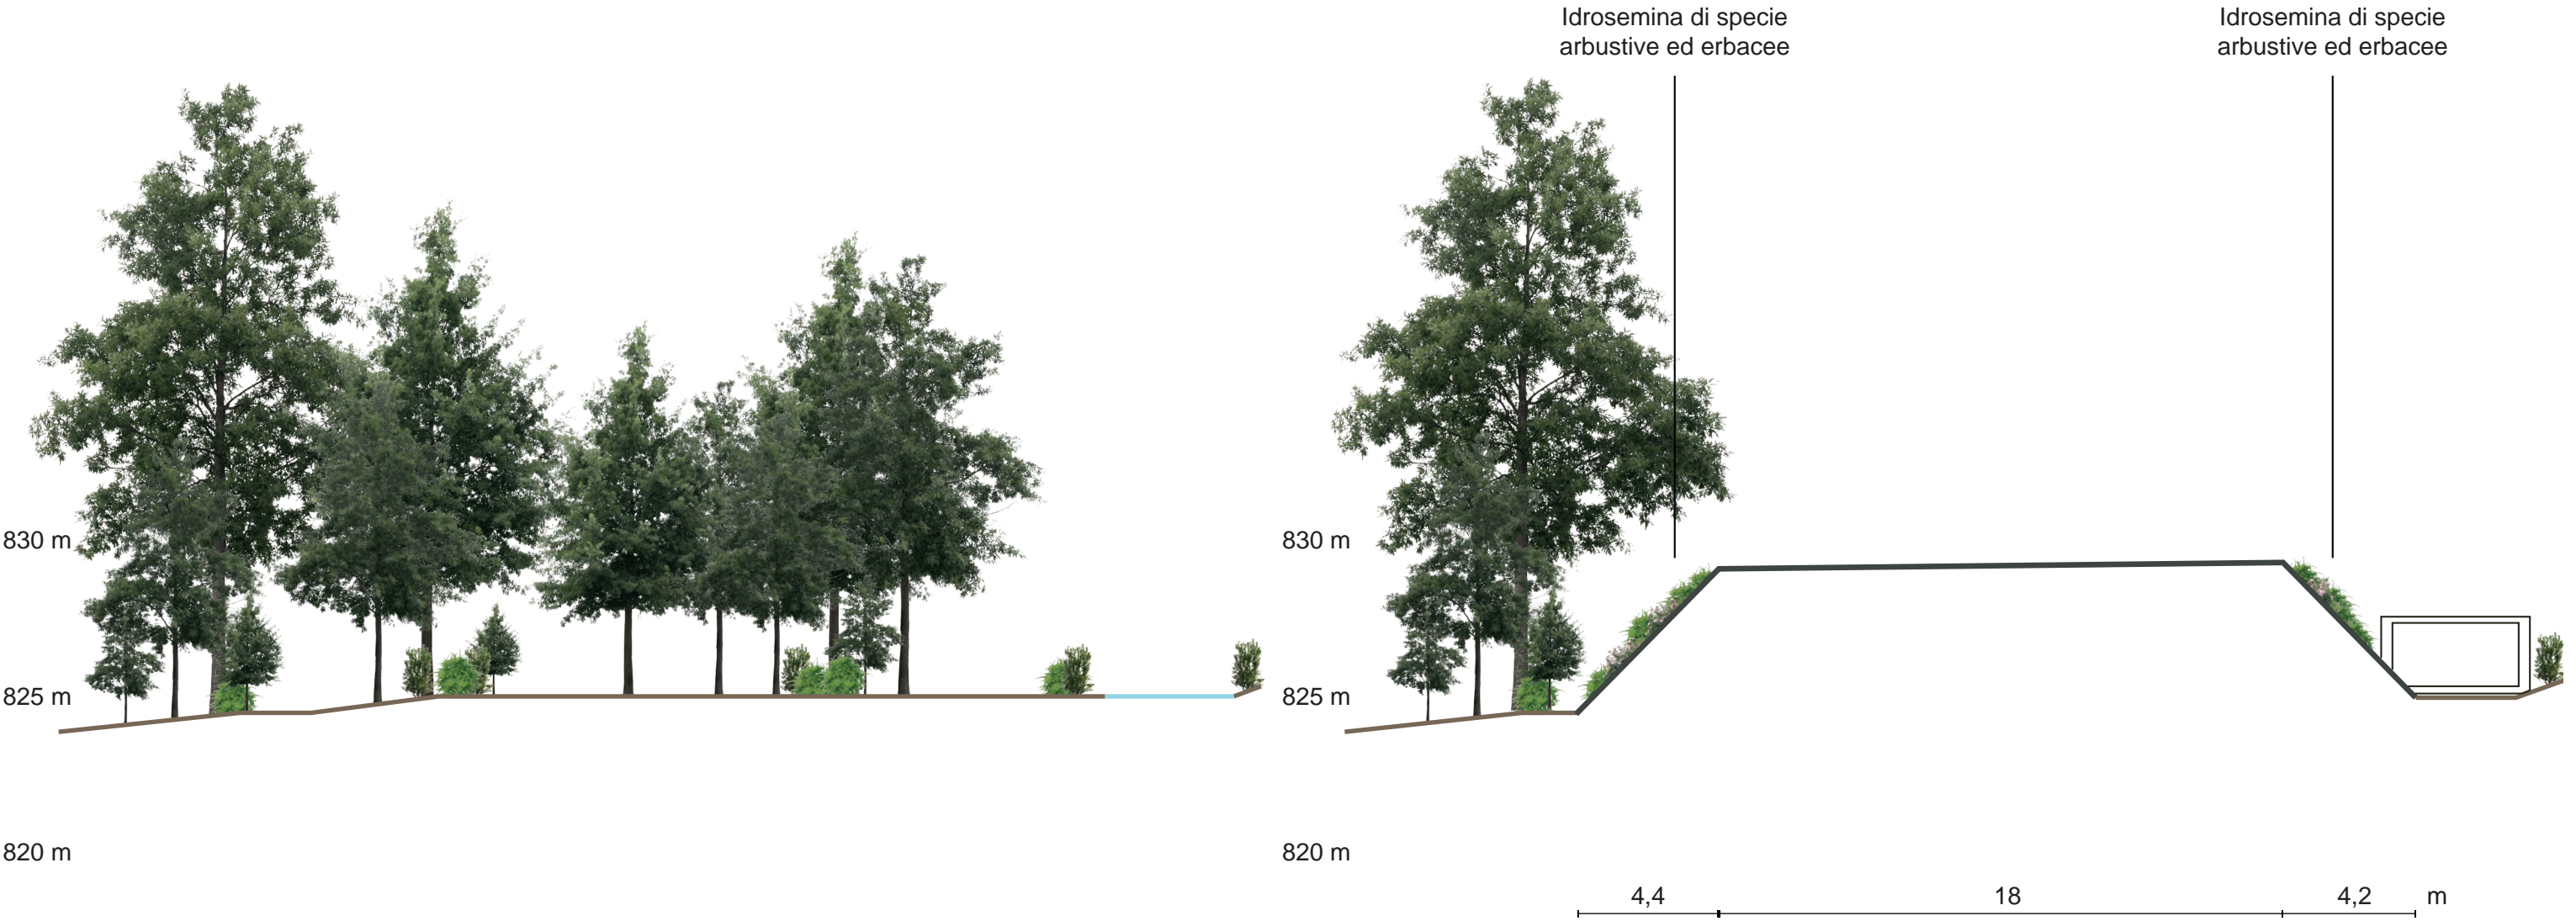 Idrosemina di specie
arbustive ed erbacee
Idrosemina di specie
arbustive ed erbacee
830 m
825 m
820 m
830 m
825 m
820 m
4,4
18
4,2
m